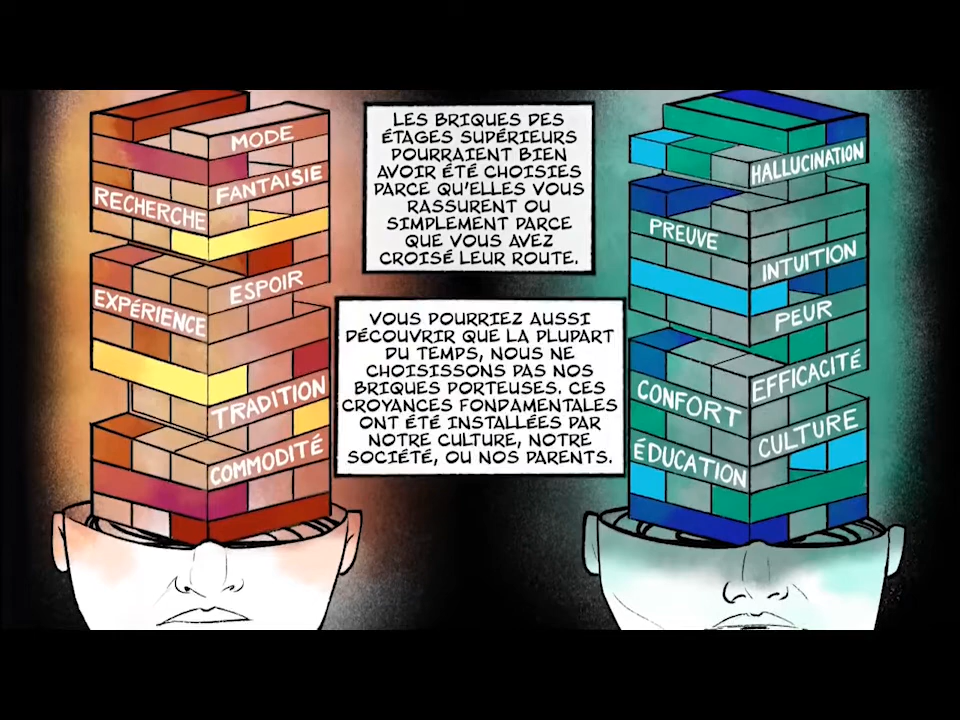 MODE
FANTAISIE
RECHERCHE
ESPOIR
EXPÉRIENCE
TRADITION
COMMODITÉ
LES BRIQUES DES
ÉTAGES SUPÉRIEURS
POURRAIENT BIEN
AVOIR ÉTÉ CHOISIES
PARCE QU'ELLES VOUS
RASSURENT OU
SIMPLEMENT PARCE
QUE VOUS AVEZ
CROISÉ LEUR ROUTE.
VOUS POURRIEZ AUSSI
DÉCOUVRIR QUE LA PLUPART
DU TEMPS, NOUS NE
CHOISISSONS PAS NOS
BRIQUES PORTEUSES. CES
CROYANCES FONDAMENTALES
ONT ÉTÉ INSTALLÉES PAR
NOTRE CULTURE, NOTRE
SOCIÉTÉ, OU NOS PARENTS.
HALLUCINATION
PREUVE
INTUITION
PEUR
EFFICACITÉ
CONFORT
CULTURE
ÉDUCATION